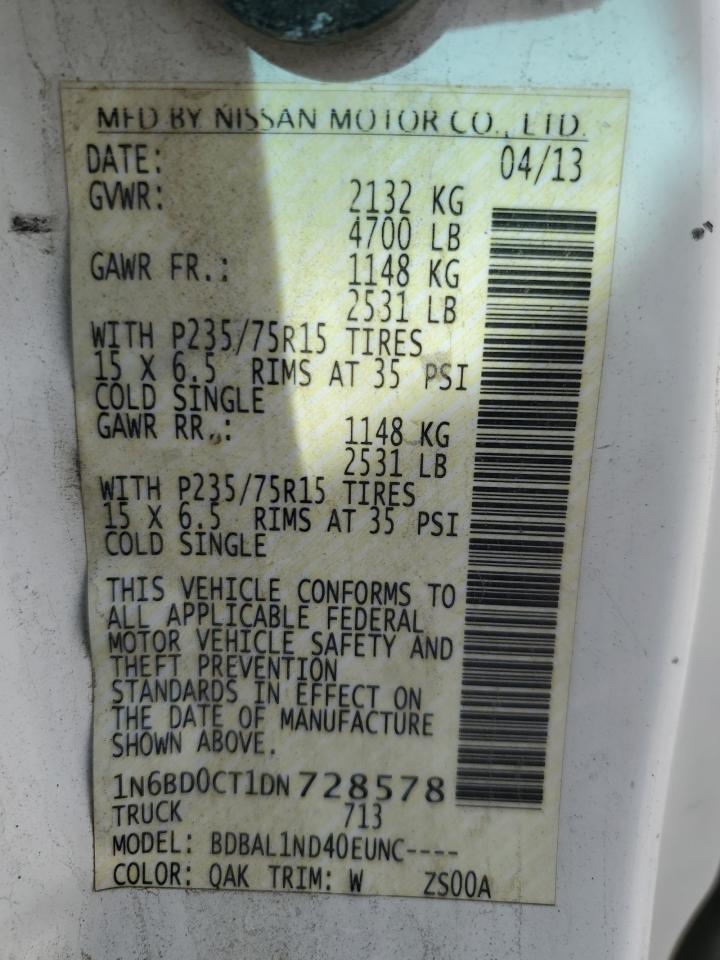 MFD BY NISSAN MOTOR CO., LTD.
DATE: 04/13
GVWR: 2132 KG
4700 LB
GAWR FR.: 1148 KG
2531 LB
WITH P235/75R15 TIRES
15 X 6.5 RIMS AT 35 PSI
COLD SINGLE
GAWR RR.: 1148 KG
2531 LB
WITH P235/75R15 TIRES
15 X 6.5 RIMS AT 35 PSI
COLD SINGLE
THIS VEHICLE CONFORMS TO
ALL APPLICABLE FEDERAL
MOTOR VEHICLE SAFETY AND
THEFT PREVENTION
STANDARDS IN EFFECT ON
THE DATE OF MANUFACTURE
SHOWN ABOVE.
1N6BD0CT1DN728578
TRUCK 713
MODEL: BDBAL1ND40EUNC----
COLOR: QAK TRIM: W ZS00A